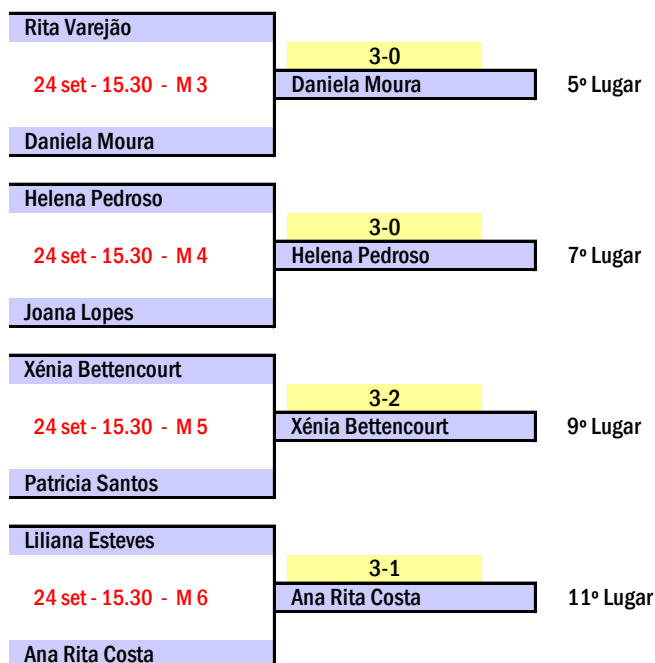 Rita Varejão
3-0
24 set - 15.30 - M 3
Daniela Moura
5º Lugar
Daniela Moura
Helena Pedroso
3-0
24 set - 15.30 - M 4
Helena Pedroso
7º Lugar
Joana Lopes
Xénia Bettencourt
3-2
24 set - 15.30 - M 5
Xénia Bettencourt
9º Lugar
Patricia Santos
Liliana Esteves
3-1
24 set - 15.30 - M 6
Ana Rita Costa
11º Lugar
Ana Rita Costa